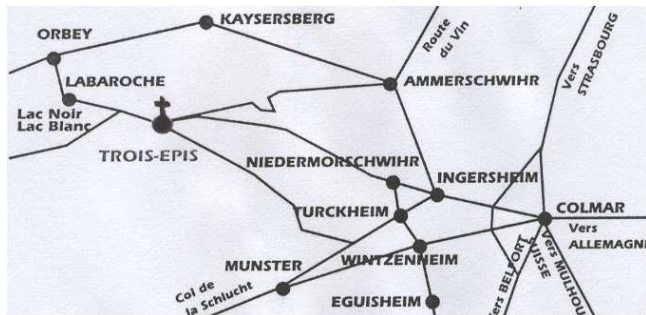 KAYSERSBERG
ORBEY
Route
du Vin
Vers
STRASBOURG
LABAROCHE
AMMERSCHWIHR
Lac Noir
Lac Blanc
TROIS-EPIS
NIEDERMORSCHWIHR
INGERSHEIM
TURCKHEIM
COLMAR
Vers
ALLEMAGNE
MUNSTER
WINTZENHEIM
Col de
la Schlucht
EGUISHEIM
Vers BELFORT
SUISSE
Vers MULHOU